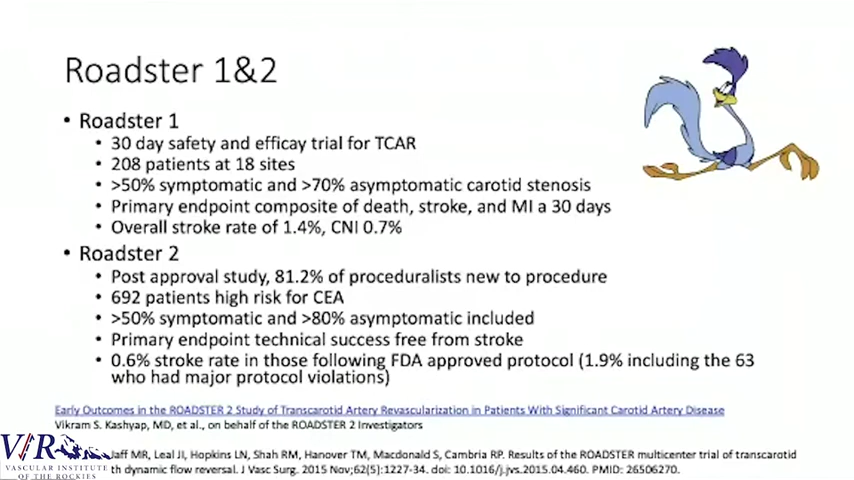 Roadster 1&2
• Roadster 1
• 30 day safety and efficay trial for TCAR
• 208 patients at 18 sites
• >50% symptomatic and >70% asymptomatic carotid stenosis
• Primary endpoint composite of death, stroke, and MI a 30 days
• Overall stroke rate of 1.4%, CNI 0.7%
• Roadster 2
• Post approval study, 81.2% of proceduralists new to procedure
• 692 patients high risk for CEA
• >50% symptomatic and >80% asymptomatic included
• Primary endpoint technical success free from stroke
• 0.6% stroke rate in those following FDA approved protocol (1.9% including the 63
who had major protocol violations)
Early Outcomes in the ROADSTER 2 Study of Transcarotid Artery Revascularization in Patients With Significant Carotid Artery Disease
Vikram S. Kashyap, MD, et al., on behalf of the ROADSTER 2 Investigators
Jaff MR, Leal JI, Hopkins LN, Shah RM, Hanover TM, Macdonald S, Cambria RP. Results of the ROADSTER multicenter trial of transcarotid
th dynamic flow reversal. J Vasc Surg. 2015 Nov;62(5):1227-34. doi: 10.1016/j.jvs.2015.04.460. PMID: 26506270.
VIR
VASCULAR INSTITUTE
OF THE ROCKIES